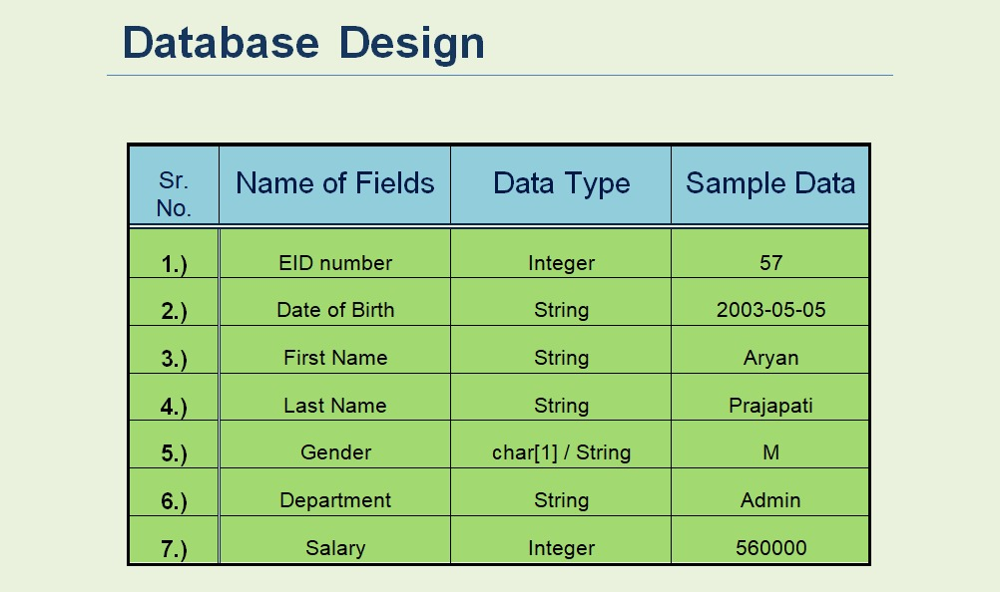 Database Design
Sr. No. Name of Fields Data Type Sample Data
1.) EID number Integer 57
2.) Date of Birth String 2003-05-05
3.) First Name String Aryan
4.) Last Name String Prajapati
5.) Gender char[1] / String M
6.) Department String Admin
7.) Salary Integer 560000